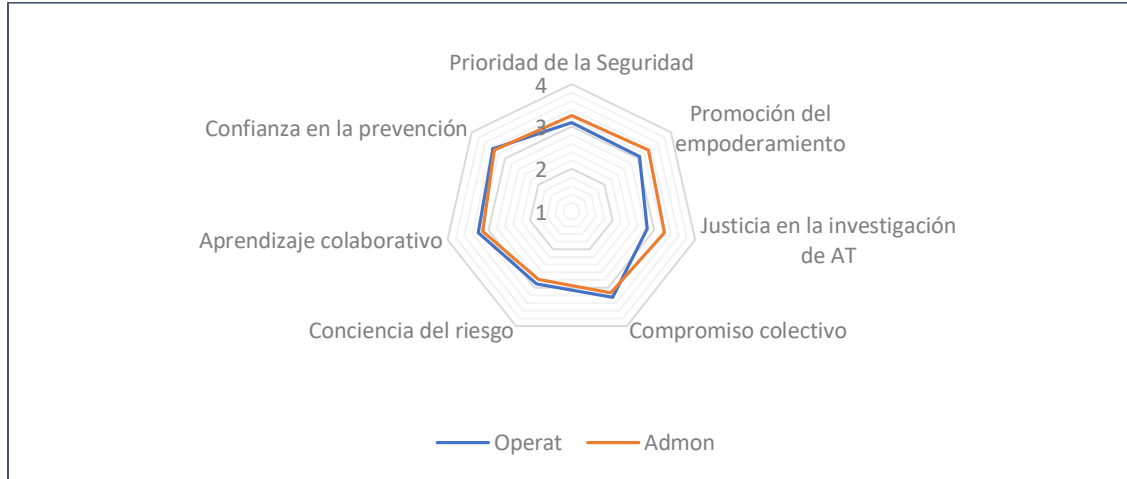 Prioridad de la Seguridad
4
3
2
1
Promoción del
empoderamiento
Justicia en la investigación
de AT
Compromiso colectivo
Conciencia del riesgo
Aprendizaje colaborativo
Confianza en la prevención
Operat
Admon